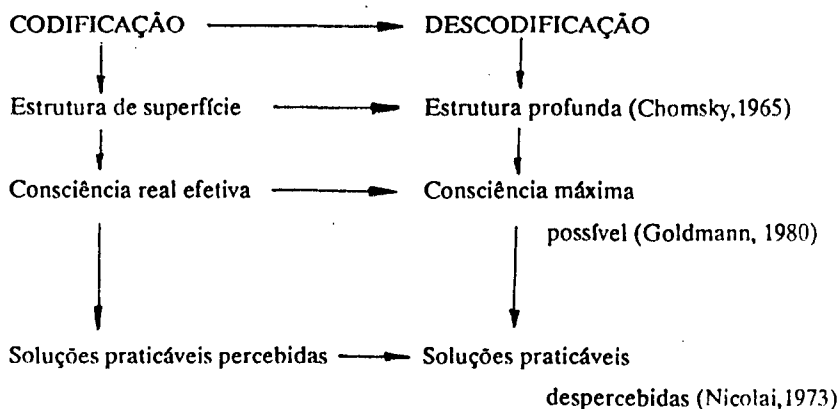 CODIFICAÇÃO DESCODIFICAÇÃO
Estrutura de superfície Estrutura profunda (Chomsky,1965)
Consciência real efetiva Consciência máxima
possível (Goldmann, 1980)
Soluções praticáveis percebidas Soluções praticáveis
despercebidas (Nicolai,1973)